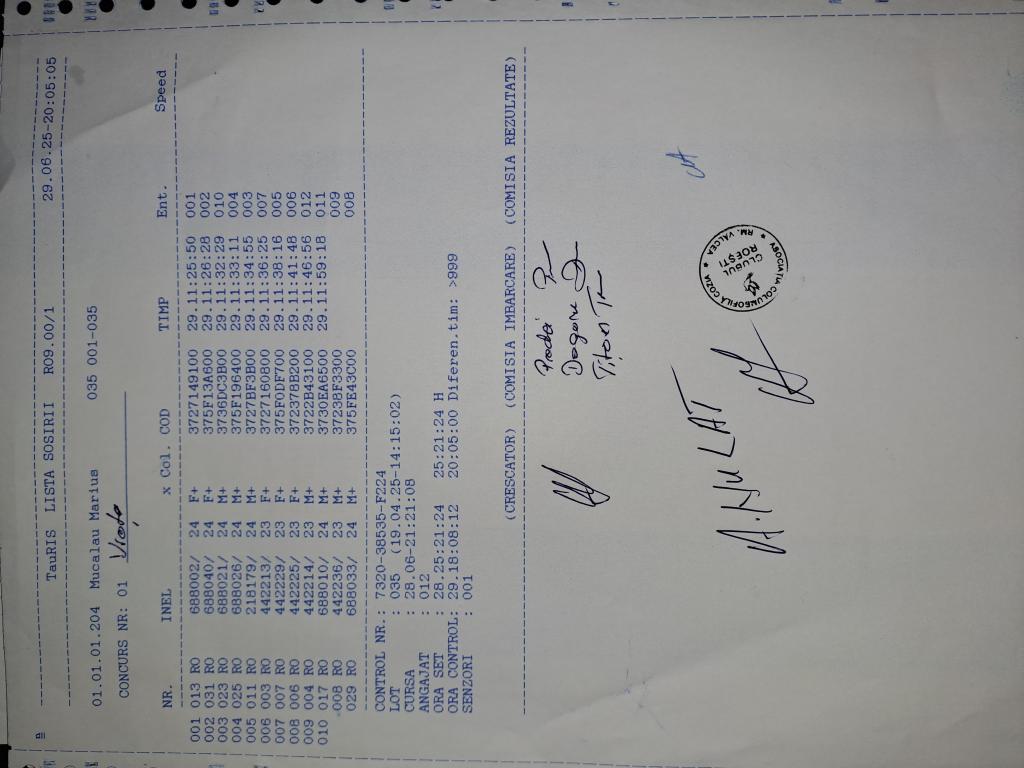 TauRIS LISTA SOSIRII RO9.00/1 29.06.25-20:05:05
01.01.01.204 Mucalau Marius 035 001-035
CONCURS NR: 01
NR. INEL x Col. COD TIMP Ent. Speed
001 013 RO 688002/ 24 F+ 3727149100 29.11:25:50 001
002 031 RO 688040/ 24 F+ 375F13A600 29.11:26:28 002
003 023 RO 688021/ 24 M+ 3736DC3B00 29.11:32:29 010
004 025 RO 688026/ 24 M+ 375F196400 29.11:33:11 004
005 011 RO 218179/ 24 M+ 3727BF3B00 29.11:34:55 003
006 003 RO 442213/ 23 F+ 3727160800 29.11:36:25 007
007 007 RO 442229/ 23 F+ 375F0DF700 29.11:38:16 005
008 006 RO 442225/ 23 F+ 37237BB200 29.11:41:48 006
009 004 RO 442214/ 23 M+ 3722BA3100 29.11:46:56 012
010 017 RO 688010/ 24 M+ 3730EA6500 29.11:59:18 011
008 RO 442236/ 23 M+ 37238F3300 009
029 RO 688033/ 24 M+ 375FE43C00 008
CONTROL NR.: 7320-38535-F224
LOT : 035 (19.04.25-14:15:02)
CURSA : 28.06-21:21:08
ANGAJAT : 012
ORA SET : 28.25:21:24 25:21:24 H
ORA CONTROL: 29.18:08:12 20:05:00 Diferen.tim: >999
SENZORI : 001
(CRESCATOR) (COMISIA IMBARCARE) (COMISIA REZULTATE)
ANULAT
ASOCIATIA COLUMBOFILA COZIA
RM. VALCEA
CLUBUL
ROESTI